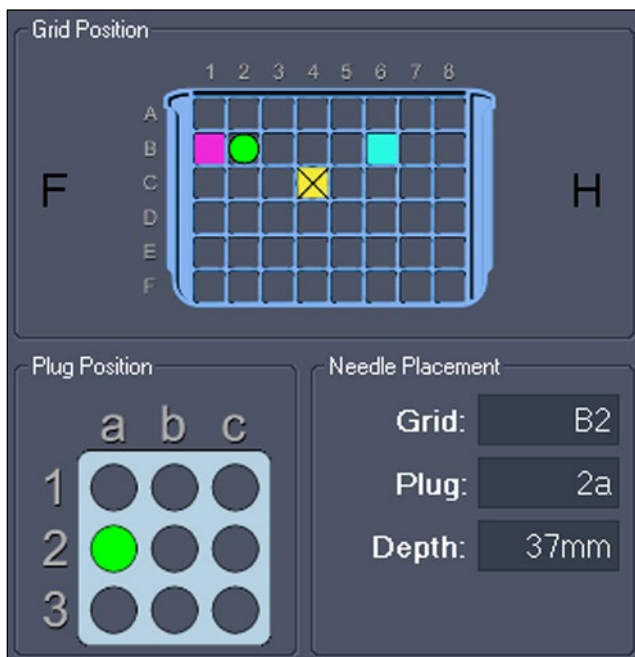 Grid Position
1 2 3 4 5 6 7 8
A
B
C
D
E
F
F
H
Plug Position
a b c
1
2
3
Needle Placement
Grid: B2
Plug: 2a
Depth: 37mm